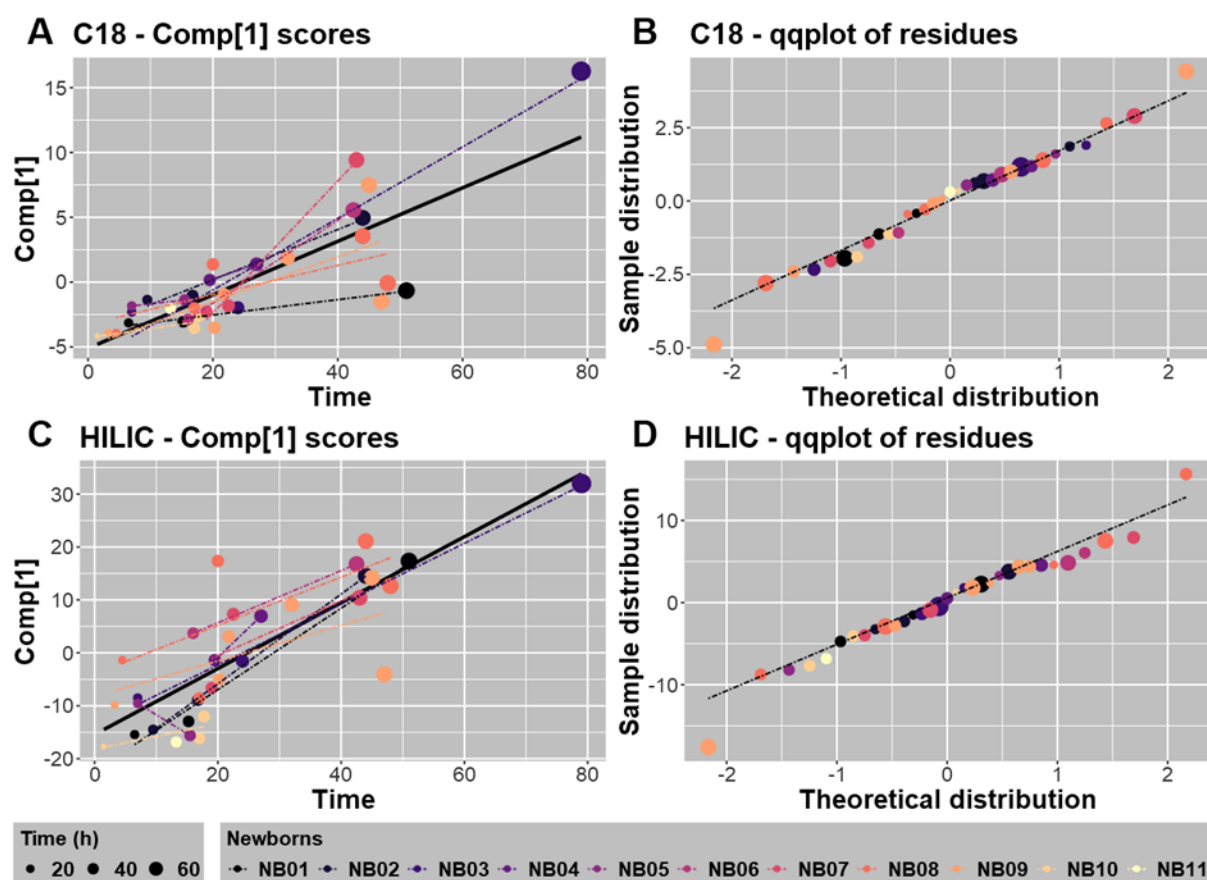 A C18 - Comp[1] scores
15
10
5
0
-5
Comp[1]
0 20 40 60 80
Time
B C18 - qqplot of residues
2.5
0.0
-2.5
-5.0
Sample distribution
-2 -1 0 1 2
Theoretical distribution
C HILIC - Comp[1] scores
30
20
10
0
-10
-20
Comp[1]
0 20 40 60 80
Time
D HILIC - qqplot of residues
10
0
-10
Sample distribution
-2 -1 0 1 2
Theoretical distribution
Time (h)
20 40 60
Newborns
NB01 NB02 NB03 NB04 NB05 NB06 NB07 NB08 NB09 NB10 NB11